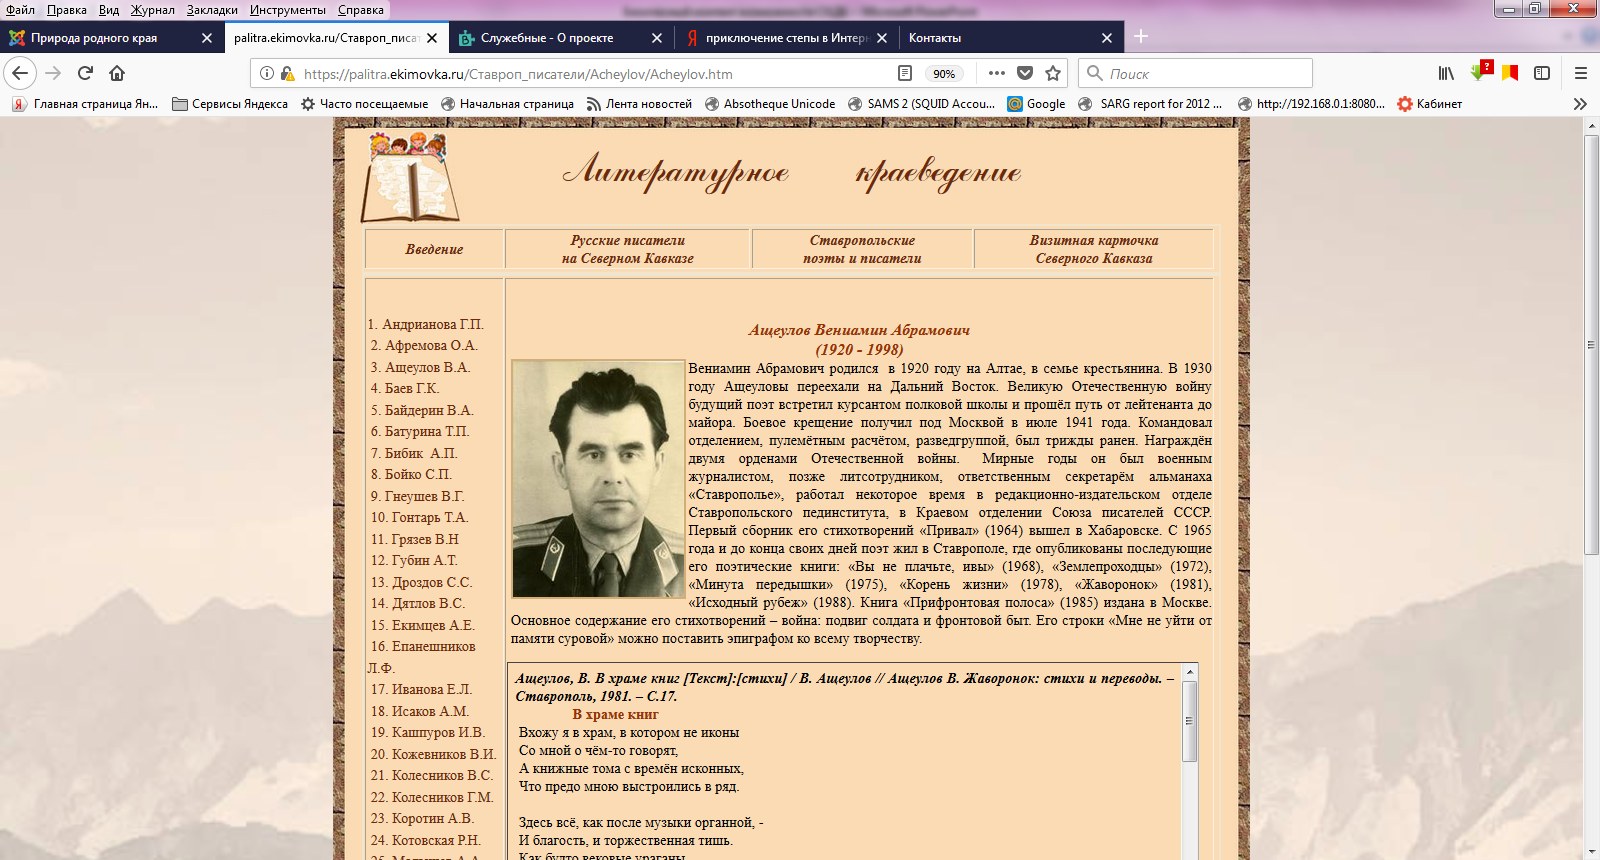 Файл Правка Вид Журнал Закладки Инструменты Справка
Природа родного края
palitra.ekimovka.ru/Ставроп_писат
Служебные - О проекте
приключение степы в Интерн
Контакты
https://palitra.ekimovka.ru/Ставроп_писатели/Acheylov/Acheylov.htm
90%
Поиск
Главная страница Ян...
Сервисы Яндекса
Часто посещаемые
Начальная страница
Лента новостей
Absotheque Unicode
SAMS 2 (SQUID Accou...
Google
SARG report for 2012 ...
http://192.168.0.1:8080...
Кабинет
Литературное краеведение
Введение
Русские писатели
на Северном Кавказе
Ставропольские
поэты и писатели
Визитная карточка
Северного Кавказа
1. Андрианова Г.П.
2. Афремова О.А.
3. Ащеулов В.А.
4. Баев Г.К.
5. Байдерин В.А.
6. Батурина Т.П.
7. Бибик А.П.
8. Бойко С.П.
9. Гнеушев В.Г.
10. Гонтарь Т.А.
11. Грязев В.Н
12. Губин А.Т.
13. Дроздов С.С.
14. Дятлов В.С.
15. Екимцев А.Е.
16. Епанешников
Л.Ф.
17. Иванова Е.Л.
18. Исаков А.М.
19. Кашпуров И.В.
20. Кожевников В.И.
21. Колесников В.С.
22. Колесников Г.М.
23. Коротин А.В.
24. Котовская Р.Н.
Ащеулов Вениамин Абрамович
(1920 - 1998)
Вениамин Абрамович родился в 1920 году на Алтае, в семье крестьянина. В 1930
году Ащеуловы переехали на Дальний Восток. Великую Отечественную войну
будущий поэт встретил курсантом полковой школы и прошёл путь от лейтенанта до
майора. Боевое крещение получил под Москвой в июле 1941 года. Командовал
отделением, пулемётным расчётом, разведгруппой, был трижды ранен. Награждён
двумя орденами Отечественной войны. Мирные годы он был военным
журналистом, позже литсотрудником, ответственным секретарём альманаха
«Ставрополье», работал некоторое время в редакционно-издательском отделе
Ставропольского пединститута, в Краевом отделении Союза писателей СССР.
Первый сборник его стихотворений «Привал» (1964) вышел в Хабаровске. С 1965
года и до конца своих дней поэт жил в Ставрополе, где опубликованы последующие
его поэтические книги: «Вы не плачьте, ивы» (1968), «Землепроходцы» (1972),
«Минута передышки» (1975), «Корень жизни» (1978), «Жаворонок» (1981),
«Исходный рубеж» (1988). Книга «Прифронтовая полоса» (1985) издана в Москве.
Основное содержание его стихотворений – война: подвиг солдата и фронтовой быт. Его строки «Мне не уйти от
памяти суровой» можно поставить эпиграфом ко всему творчеству.
Ащеулов, В. В храме книг [Текст]:[стихи] / В. Ащеулов // Ащеулов В. Жаворонок: стихи и переводы. –
Ставрополь, 1981. – С.17.
В храме книг
Вхожу я в храм, в котором не иконы
Со мной о чём-то говорят,
А книжные тома с времён исконных,
Что предо мною выстроились в ряд.
Здесь всё, как после музыки органной, -
И благость, и торжественная тишь.
Как будто вековые ураганы